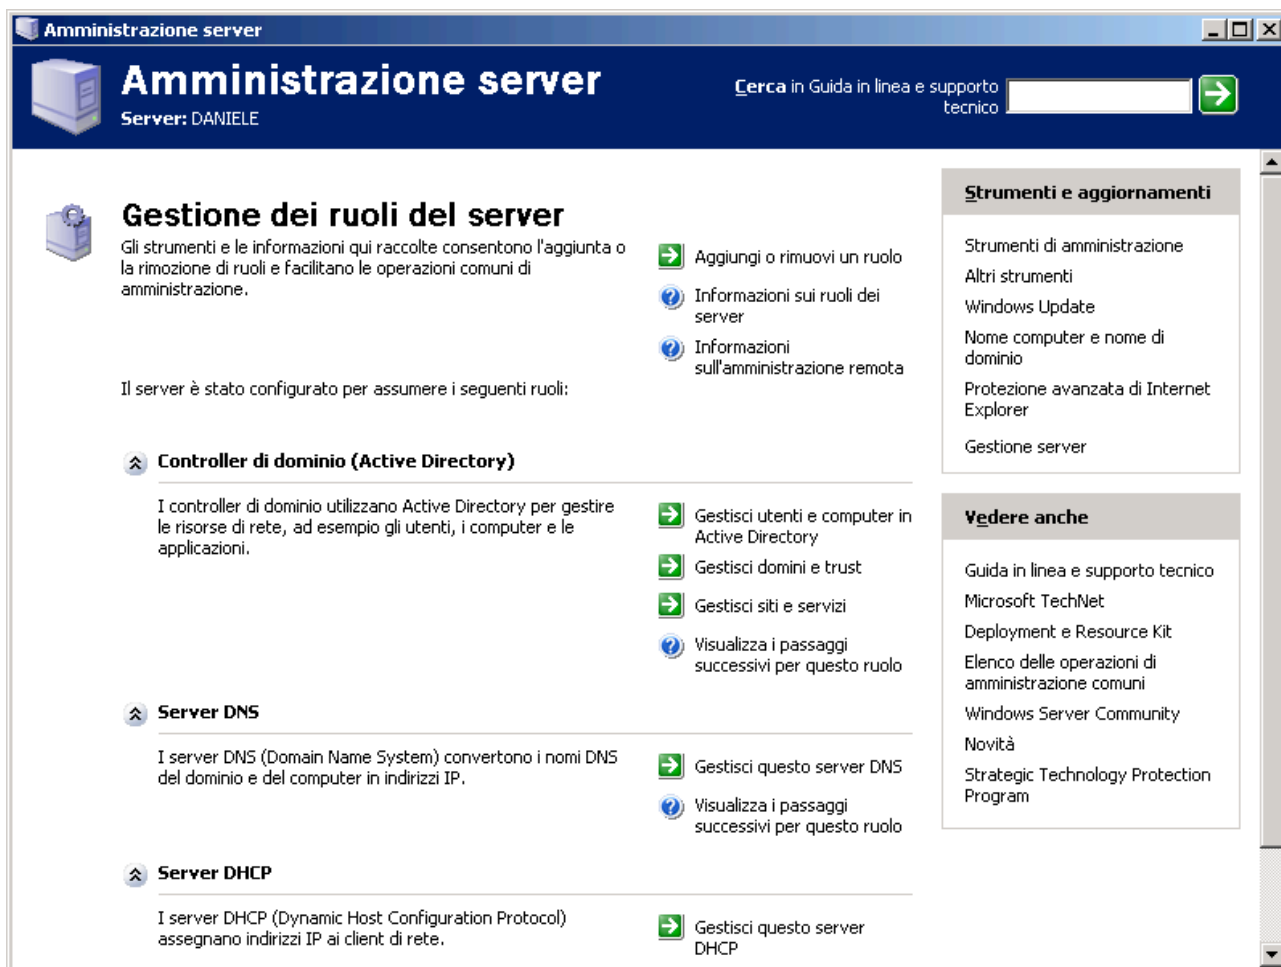 Amministrazione server
Amministrazione server
Server: DANIELE
Cerca in Guida in linea e supporto
tecnico
Gestione dei ruoli del server
Gli strumenti e le informazioni qui raccolte consentono l'aggiunta o
la rimozione di ruoli e facilitano le operazioni comuni di
amministrazione.
Aggiungi o rimuovi un ruolo
Informazioni sui ruoli dei
server
Informazioni
sull'amministrazione remota
Il server è stato configurato per assumere i seguenti ruoli:
Controller di dominio (Active Directory)
I controller di dominio utilizzano Active Directory per gestire
le risorse di rete, ad esempio gli utenti, i computer e le
applicazioni.
Gestisci utenti e computer in
Active Directory
Gestisci domini e trust
Gestisci siti e servizi
Visualizza i passaggi
successivi per questo ruolo
Server DNS
I server DNS (Domain Name System) convertono i nomi DNS
del dominio e del computer in indirizzi IP.
Gestisci questo server DNS
Visualizza i passaggi
successivi per questo ruolo
Server DHCP
I server DHCP (Dynamic Host Configuration Protocol)
assegnano indirizzi IP ai client di rete.
Gestisci questo server
DHCP
Strumenti e aggiornamenti
Strumenti di amministrazione
Altri strumenti
Windows Update
Nome computer e nome di
dominio
Protezione avanzata di Internet
Explorer
Gestione server
Vedere anche
Guida in linea e supporto tecnico
Microsoft TechNet
Deployment e Resource Kit
Elenco delle operazioni di
amministrazione comuni
Windows Server Community
Novità
Strategic Technology Protection
Program